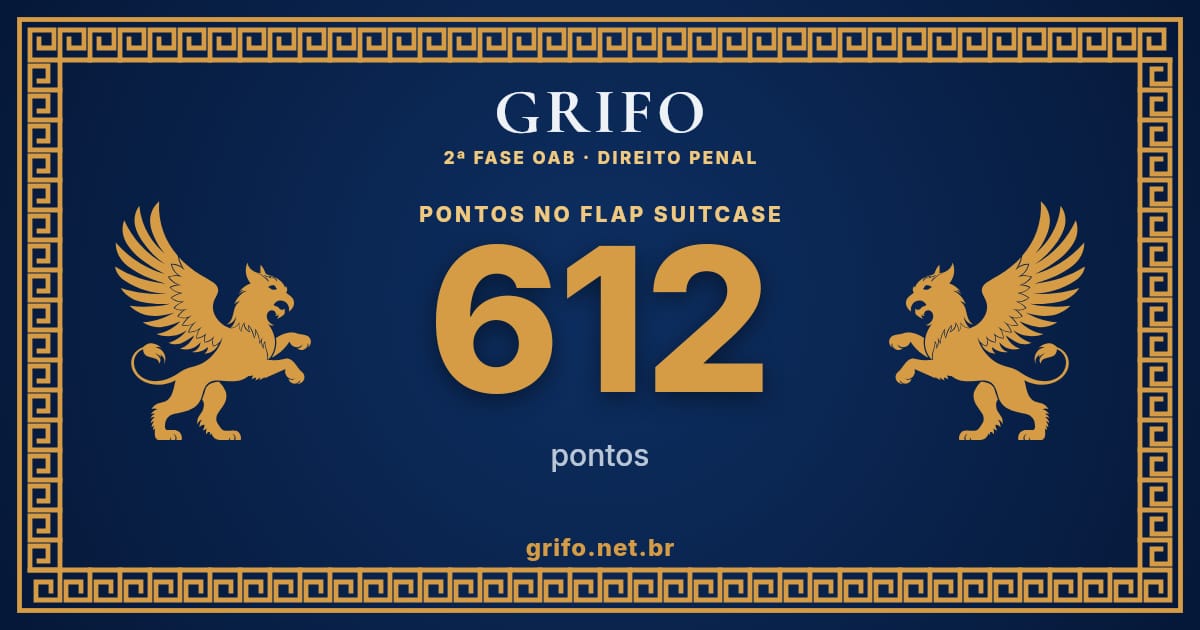 GRIFO
2ª FASE OAB · DIREITO PENAL
PONTOS NO FLAP SUITCASE
612
pontos
grifo.net.br